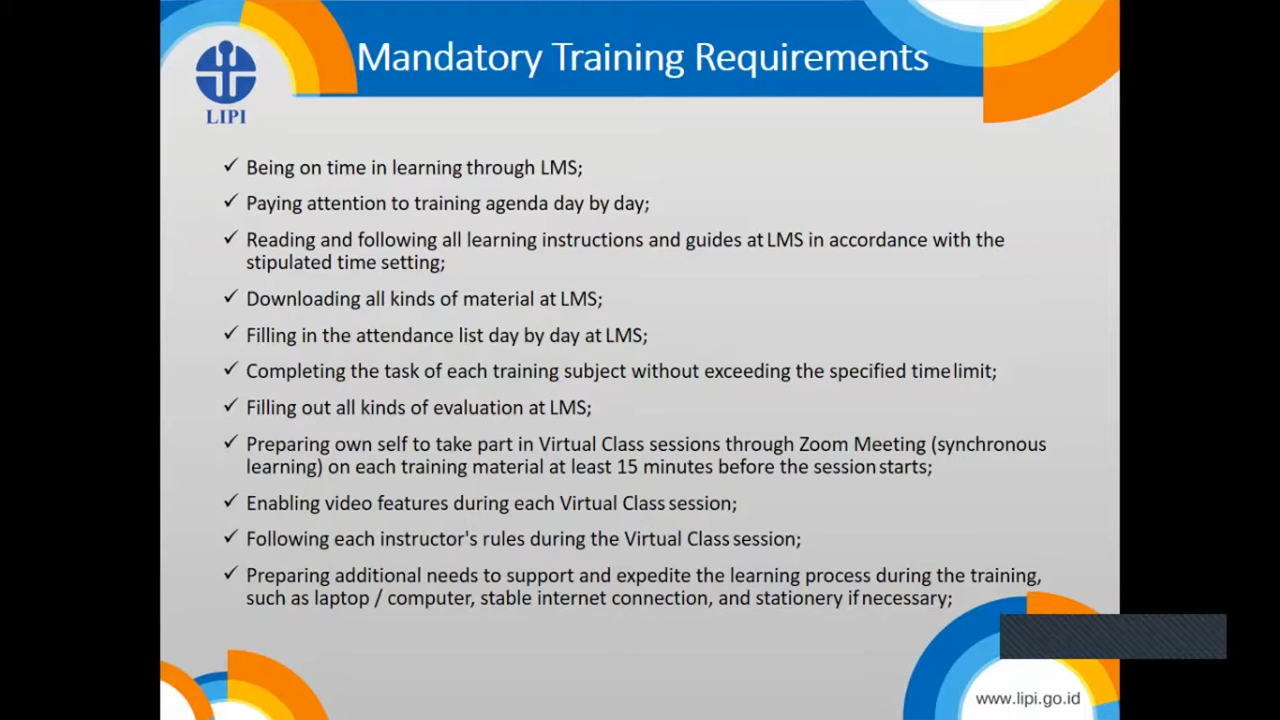 Mandatory Training Requirements
LIPI
✓ Being on time in learning through LMS;
✓ Paying attention to training agenda day by day;
✓ Reading and following all learning instructions and guides at LMS in accordance with the
stipulated time setting;
✓ Downloading all kinds of material at LMS;
✓ Filling in the attendance list day by day at LMS;
✓ Completing the task of each training subject without exceeding the specified time limit;
✓ Filling out all kinds of evaluation at LMS;
✓ Preparing own self to take part in Virtual Class sessions through Zoom Meeting (synchronous
learning) on each training material at least 15 minutes before the session starts;
✓ Enabling video features during each Virtual Class session;
✓ Following each instructor's rules during the Virtual Class session;
✓ Preparing additional needs to support and expedite the learning process during the training,
such as laptop / computer, stable internet connection, and stationery if necessary;
www.lipi.go.id